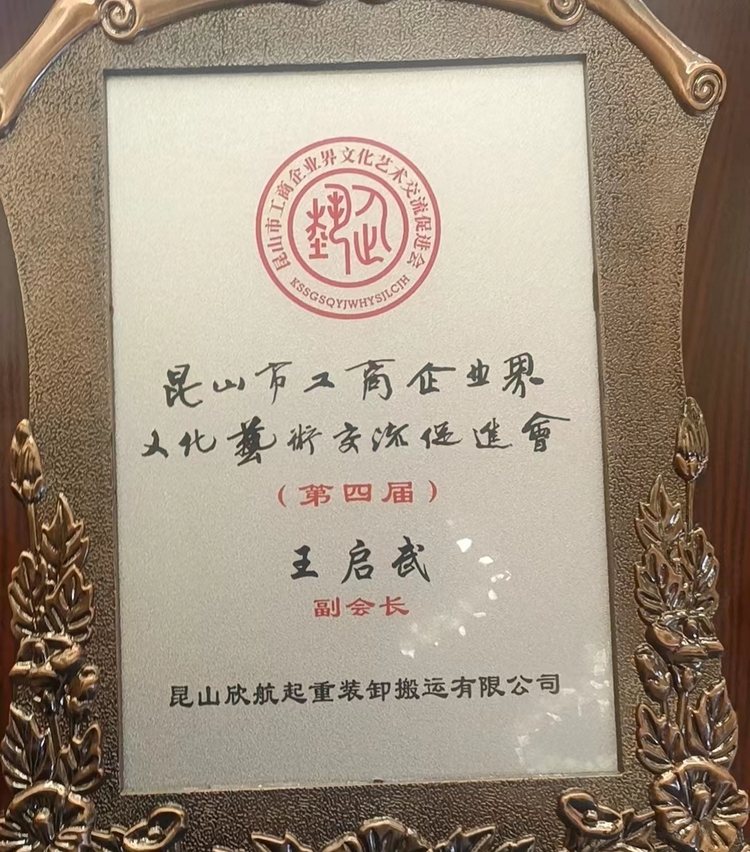 昆山市工商企业界文化艺术交流促进会
KSSGSQYJWHYSJLCJH
昆山市工商企业界
文化藝術交流促進會
（第四届）
王启武
副会长
昆山欣航起重装卸搬运有限公司